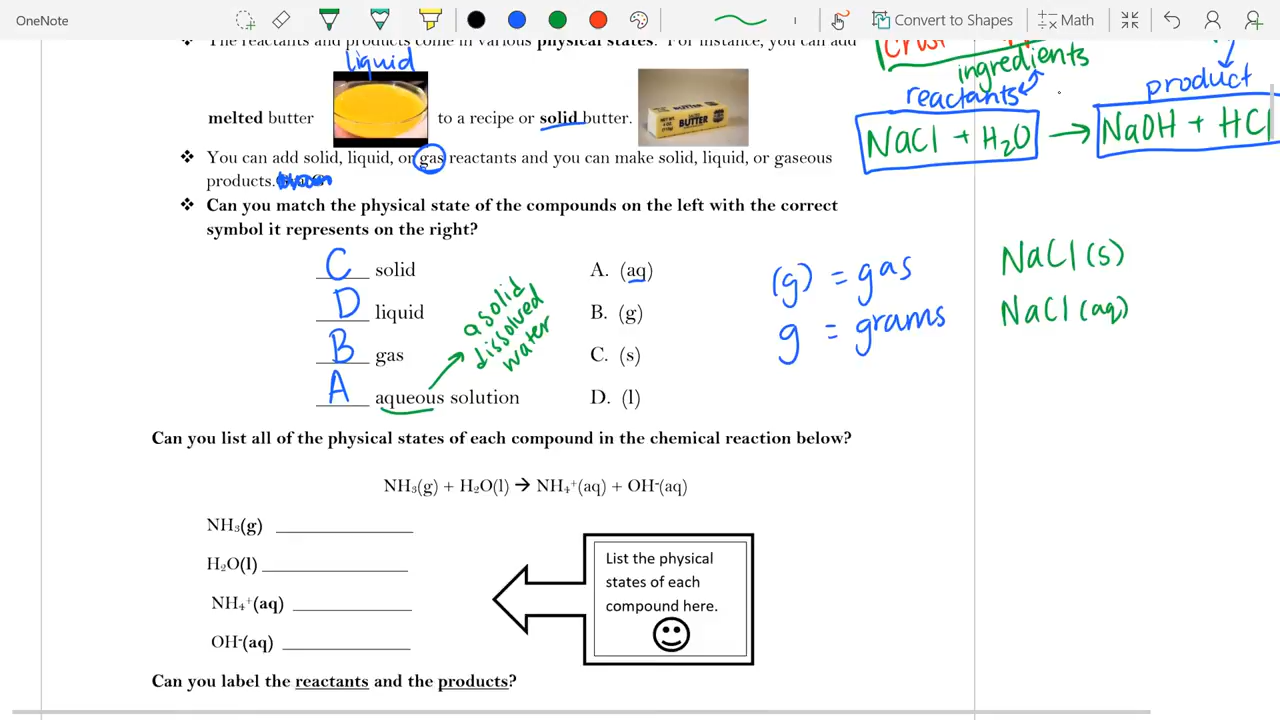 OneNote
Convert to Shapes
Math
The reactants and products come in various physical states. For instance, you can add
liquid
melted butter to a recipe or solid butter.
BUTTER
BUTTER
❖ You can add solid, liquid, or gas reactants and you can make solid, liquid, or gaseous
products.
❖ Can you match the physical state of the compounds on the left with the correct
symbol it represents on the right?
C solid A. (aq)
D liquid B. (g)
B gas C. (s)
A aqueous solution D. (l)
a solid
dissolved
water
(g) = gas
g = grams
crust
ingredients
reactants
product
NaCl + H₂O → NaOH + HCl
NaCl(s)
NaCl(aq)
Can you list all of the physical states of each compound in the chemical reaction below?
NH₃(g) + H₂O(l) → NH₄⁺(aq) + OH⁻(aq)
NH₃(g) ______
H₂O(l) ______
NH₄⁺(aq) ______
OH⁻(aq) ______
List the physical
states of each
compound here.
Can you label the reactants and the products?